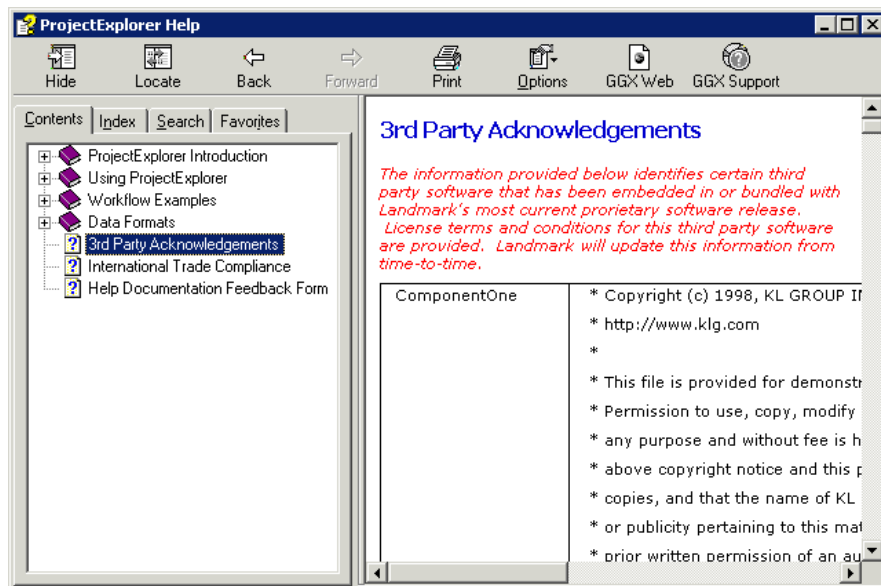 ProjectExplorer Help
Hide Locate Back Forward Print Options GGX Web GGX Support
Contents Index Search Favorites
ProjectExplorer Introduction
Using ProjectExplorer
Workflow Examples
Data Formats
3rd Party Acknowledgements
International Trade Compliance
Help Documentation Feedback Form
3rd Party Acknowledgements
The information provided below identifies certain third
party software that has been embedded in or bundled with
Landmark's most current prorietary software release.
License terms and conditions for this third party software
are provided. Landmark will update this information from
time-to-time.
ComponentOne
* Copyright (c) 1998, KL GROUP
* http://www.klg.com
*
* This file is provided for
* Permission to use, copy, modify
* any purpose and without fee is
* above copyright notice and this
* copies, and that the name of KL
* or publicity pertaining to this
* prior written permission of an